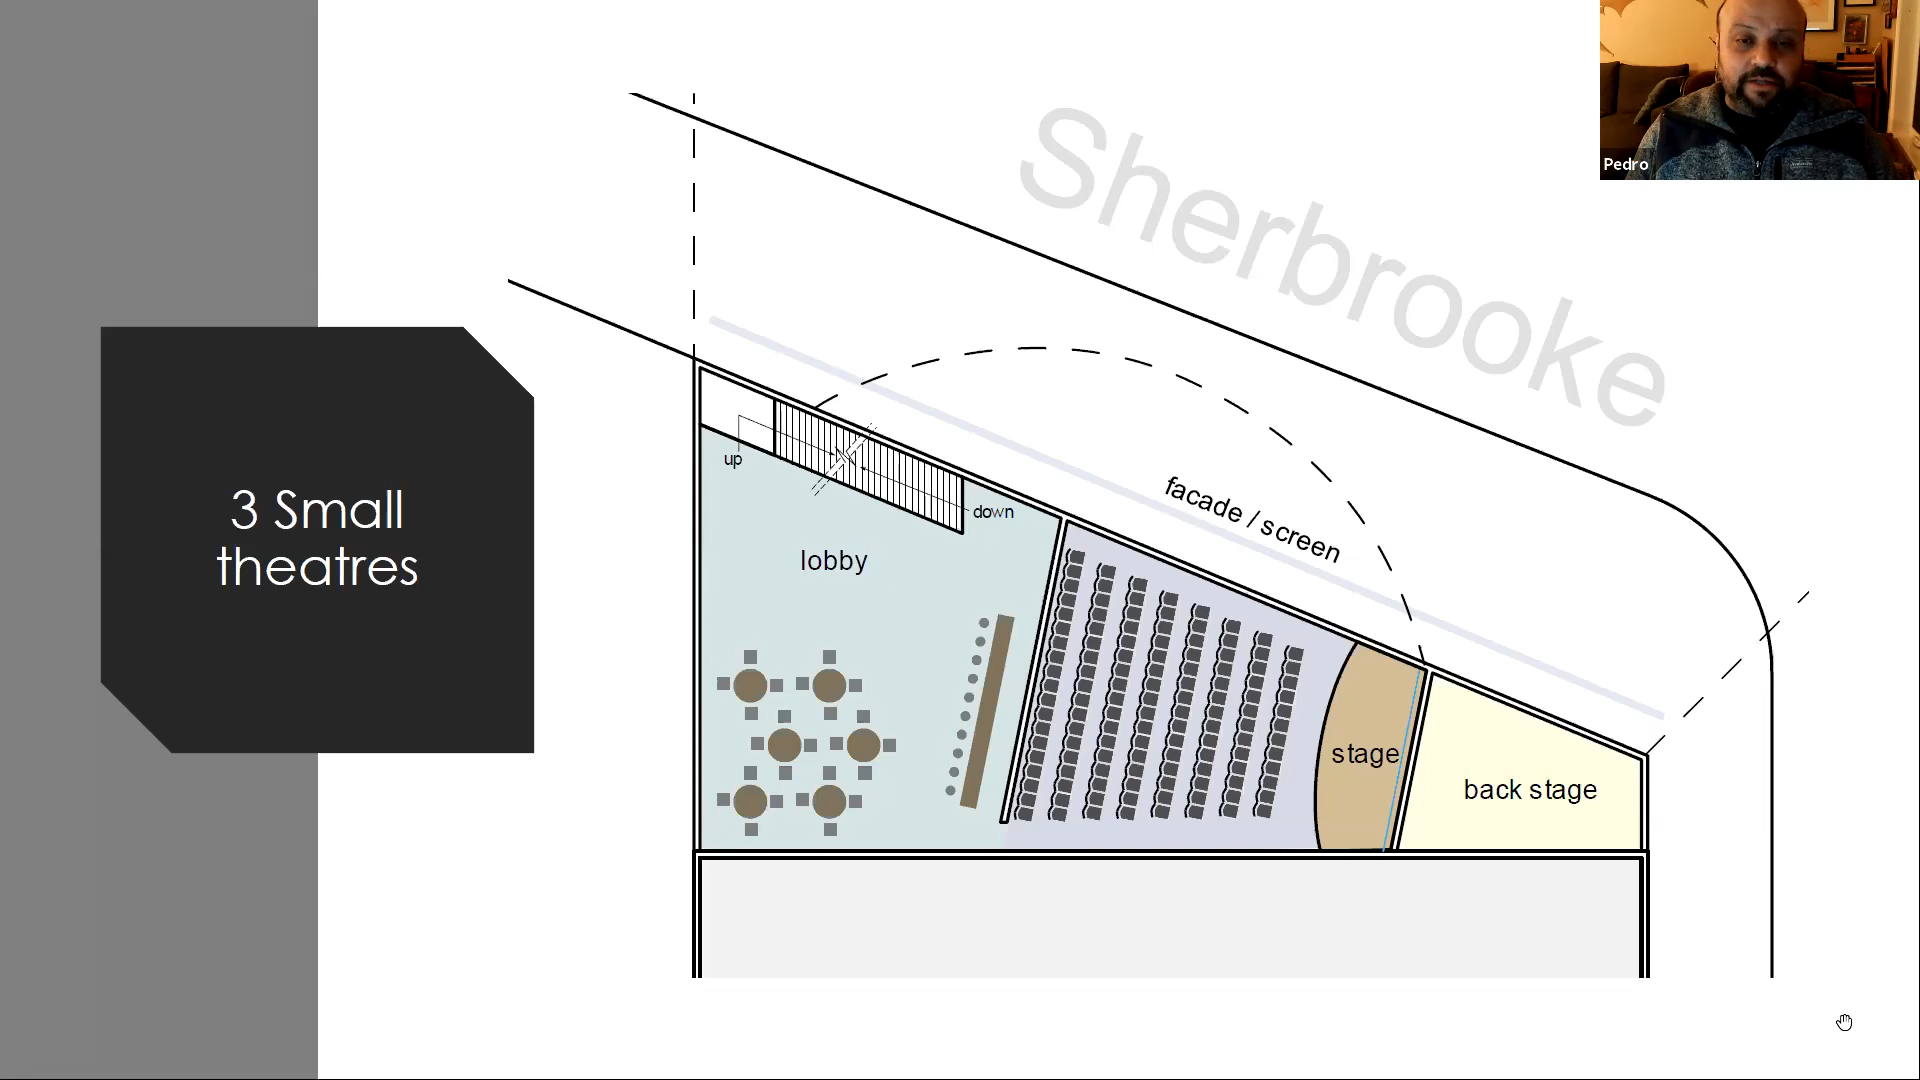 3 Small
theatres
Sherbrooke
facade / screen
up
down
lobby
stage
back stage
Pedro